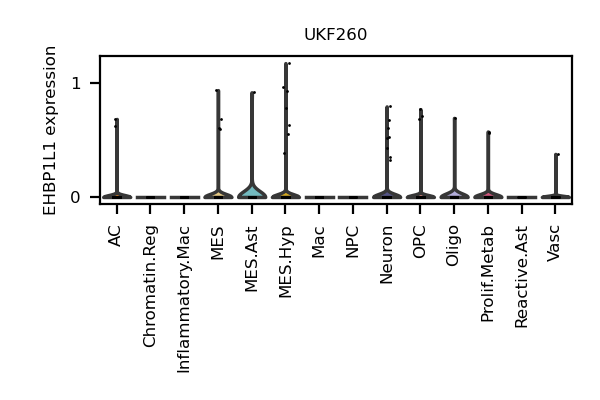 UKF260
EHBP1L1 expression
1
0
AC
Chromatin.Reg
Inflammatory.Mac
MES
MES.Ast
MES.Hyp
Mac
NPC
Neuron
OPC
Oligo
Prolif.Metab
Reactive.Ast
Vasc